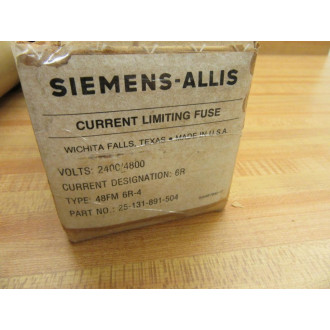 SIEMENS-ALLIS
CURRENT LIMITING FUSE
WICHITA FALLS, TEXAS • MADE IN U.S.A
VOLTS: 2400/4800
CURRENT DESIGNATION: 6R
TYPE: 48FM 6R-4
PART NO.: 25-131-891-504